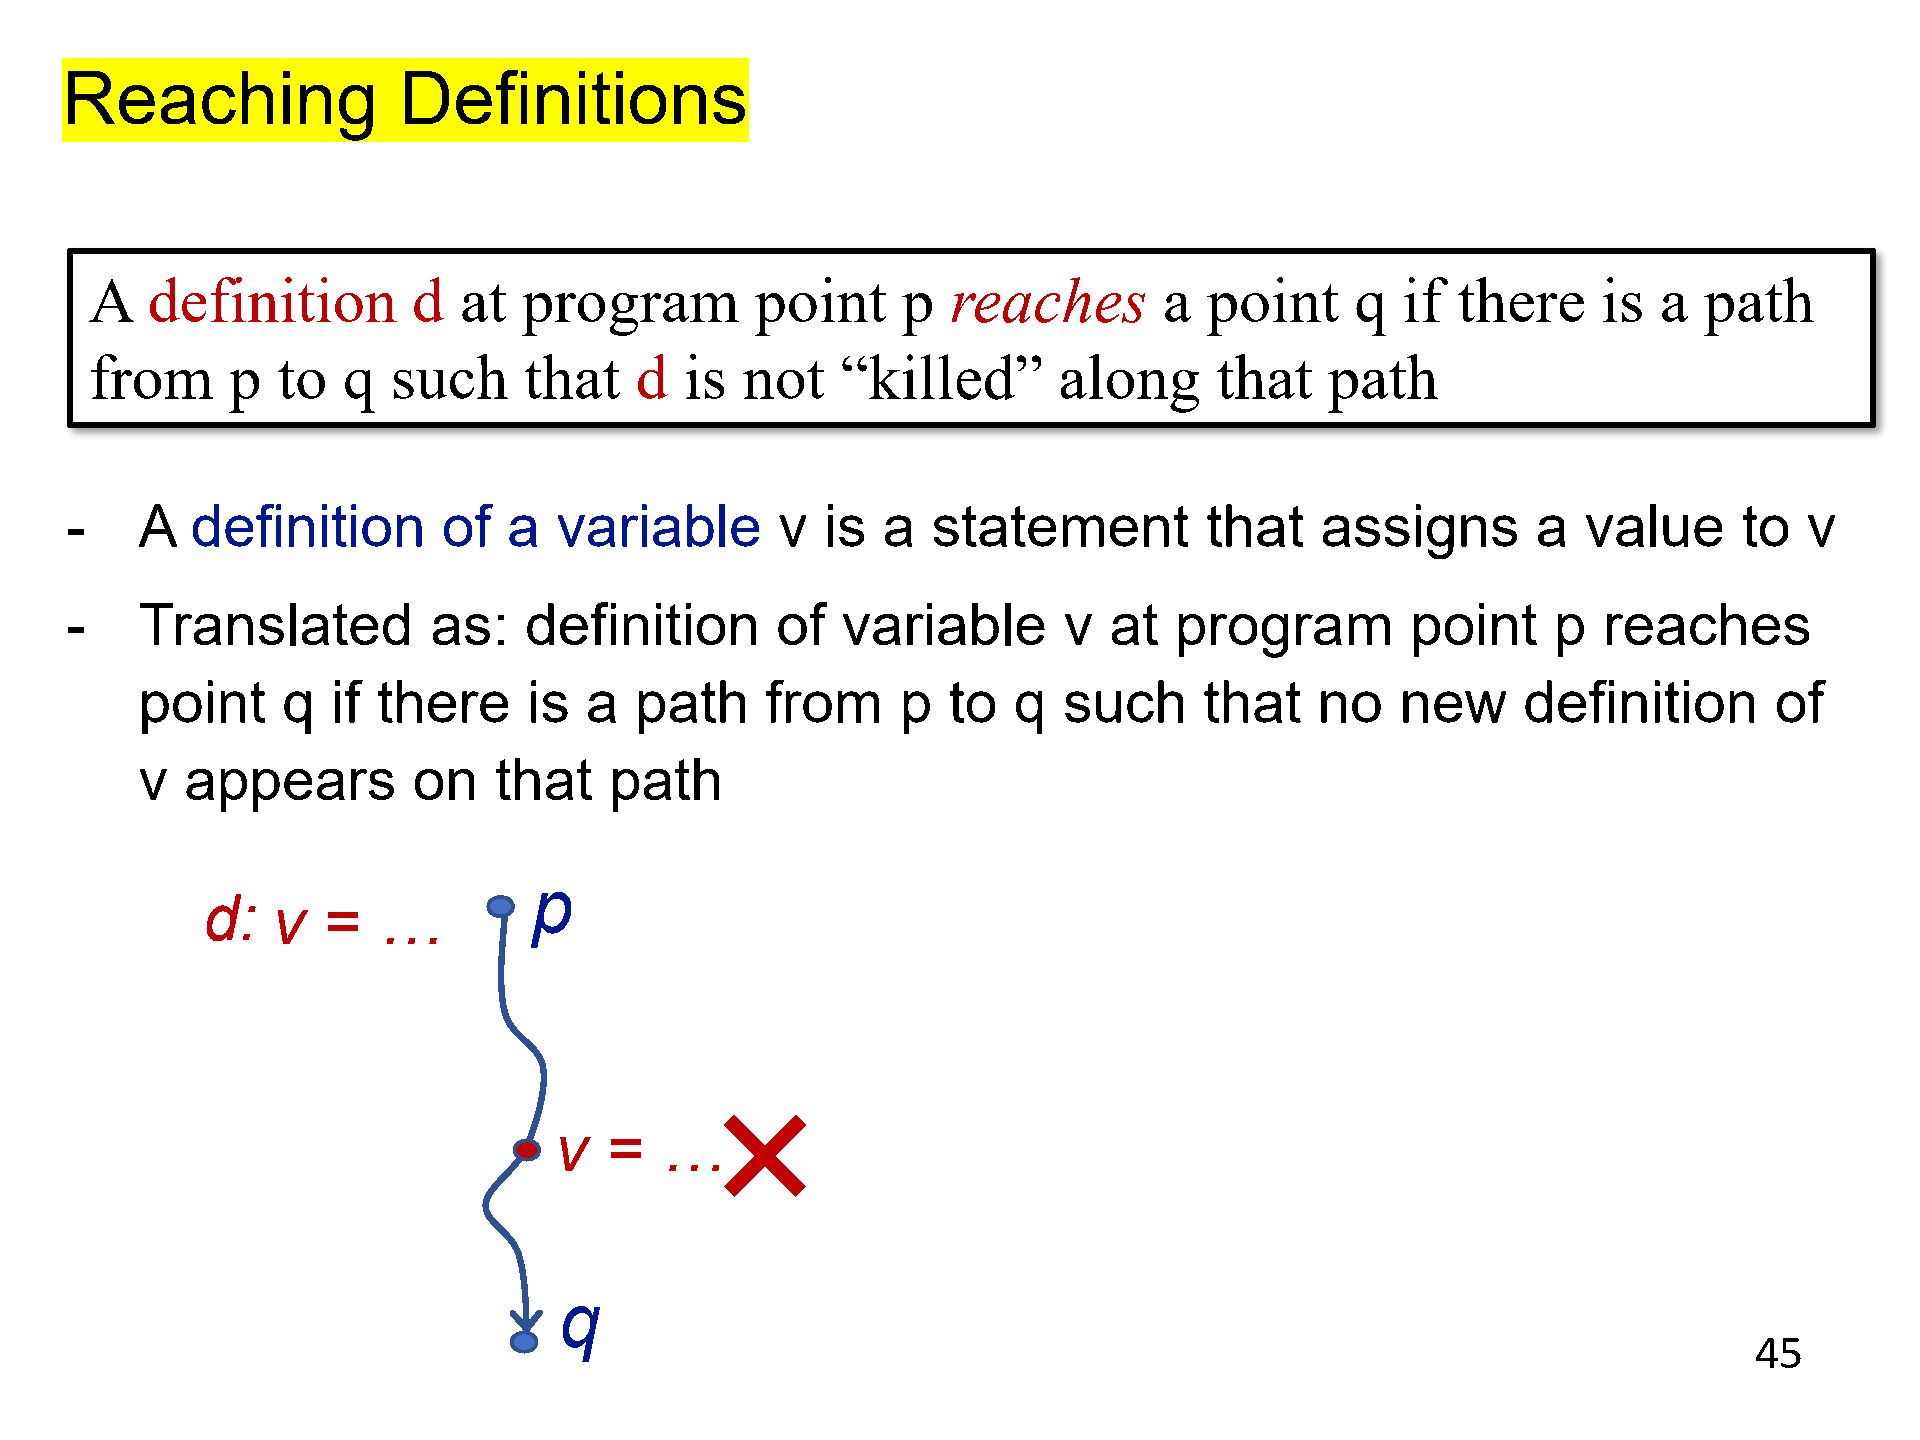 Reaching Definitions
A definition d at program point p reaches a point q if there is a path
from p to q such that d is not “killed” along that path
- A definition of a variable v is a statement that assigns a value to v
- Translated as: definition of variable v at program point p reaches
point q if there is a path from p to q such that no new definition of
v appears on that path
d: v = …
p
v = …
q
45